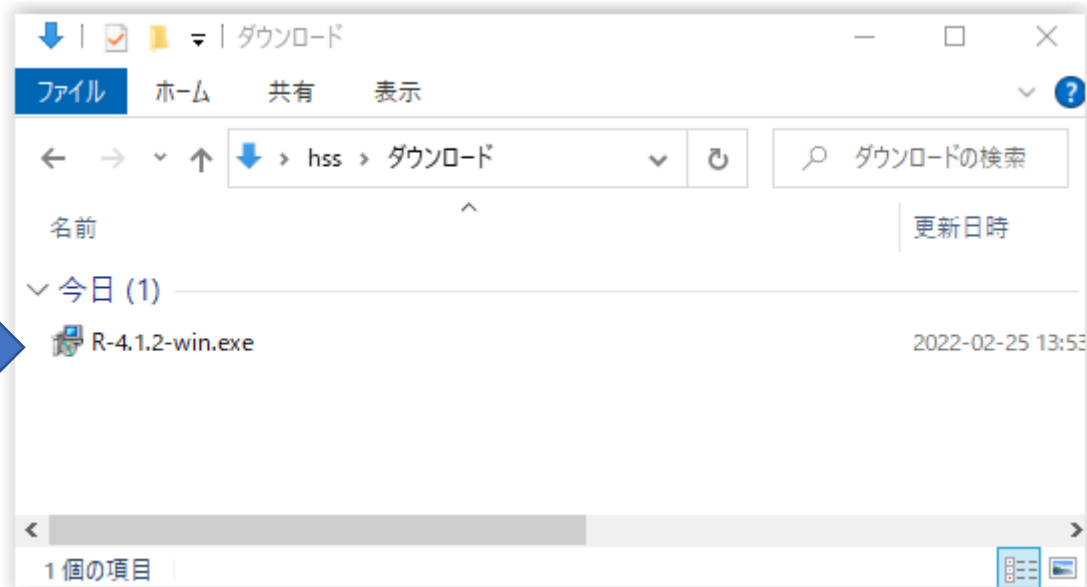 ダウンロード
ファイル ホーム 共有 表示
hss ダウンロード ダウンロードの検索
名前 更新日時
今日 (1)
R-4.1.2-win.exe 2022-02-25 13:53
1 個の項目